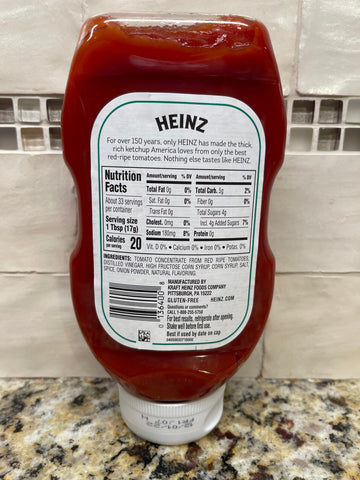 HEINZ
For over 150 years, only HEINZ has made the thick,
rich ketchup America loves from only the best
red-ripe tomatoes. Nothing else tastes like HEINZ.
Nutrition Facts
About 33 servings per container
Serving size
1 Tbsp (17g)
Calories per serving 20
Amount/serving % DV
Total Fat 0g 0%
Sat. Fat 0g 0%
Trans Fat 0g
Cholest. 0mg 0%
Sodium 180mg 8%
Amount/serving % DV
Total Carb. 5g 2%
Fiber 0g 0%
Total Sugars 4g
Incl. 4g Added Sugars 7%
Protein 0g
Vit. D 0% • Calcium 0% • Iron 0% • Potas. 0%
INGREDIENTS: TOMATO CONCENTRATE FROM RED RIPE TOMATOES,
DISTILLED VINEGAR, HIGH FRUCTOSE CORN SYRUP, CORN SYRUP, SALT,
SPICE, ONION POWDER, NATURAL FLAVORING.
MANUFACTURED BY
KRAFT HEINZ FOODS COMPANY
PITTSBURGH, PA 15222
GLUTEN-FREE HEINZ.COM
Questions or comments?
CALL 1-800-255-5750
For best results, refrigerate after opening.
Shake well before first use.
Best if used by date on cap
0 13640 0